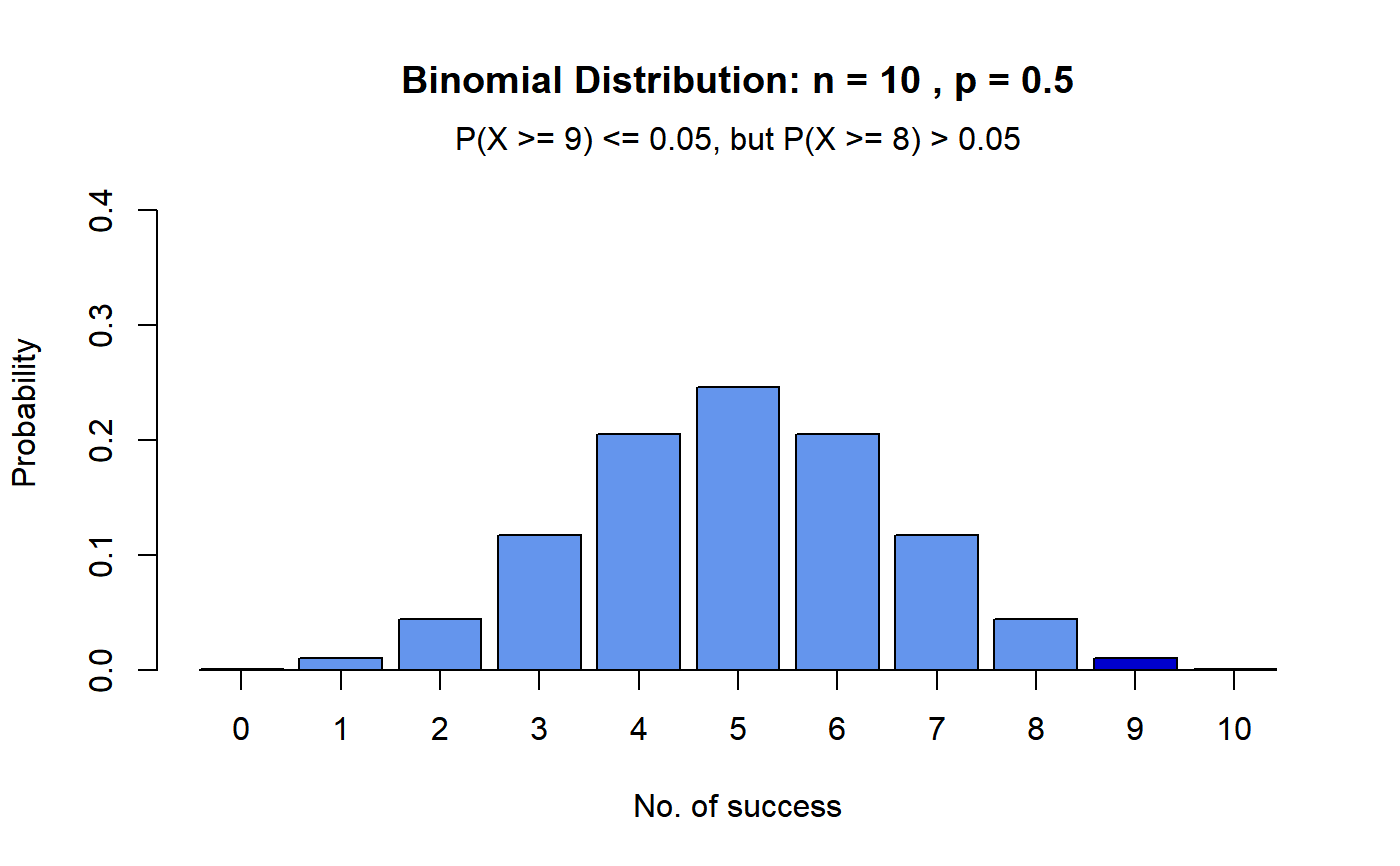 Binomial Distribution: n = 10 , p = 0.5
P(X >= 9) <= 0.05, but P(X >= 8) > 0.05
0.4
0.3
0.2
0.1
0.0
Probability
0 1 2 3 4 5 6 7 8 9 10
No. of success